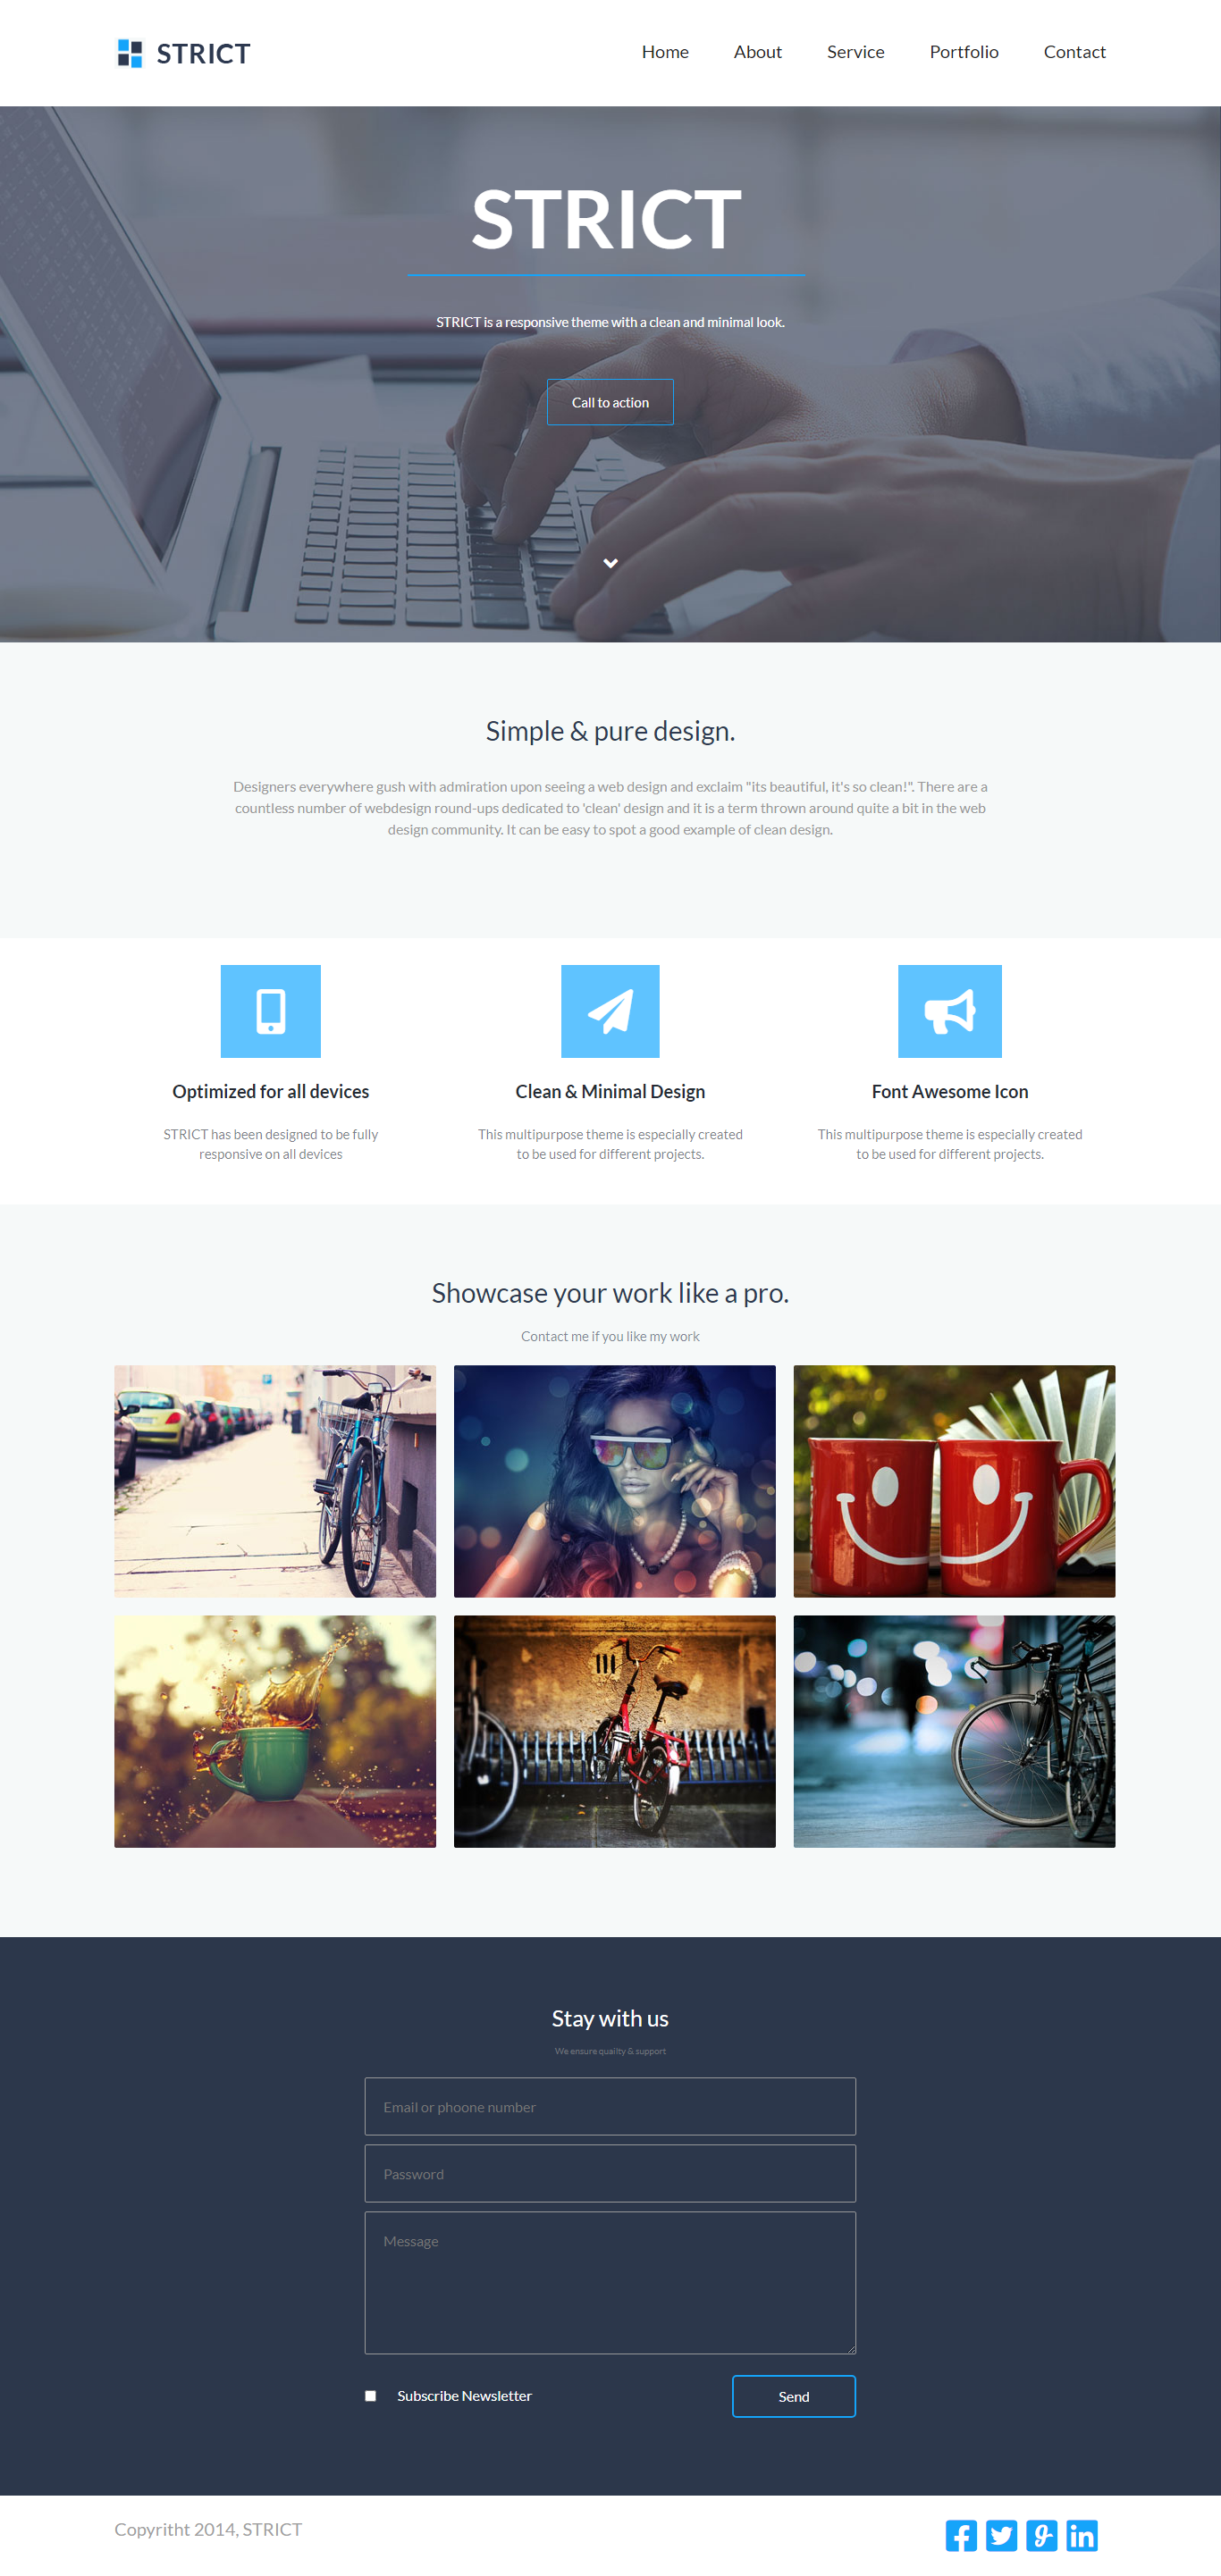 STRICT
Home About Service Portfolio Contact
STRICT
STRICT is a responsive theme with a clean and minimal look.
Call to action
Simple & pure design.
Designers everywhere gush with admiration upon seeing a web design and exclaim "its beautiful, it's so clean!". There are a
countless number of webdesign round-ups dedicated to 'clean' design and it is a term thrown around quite a bit in the web
design community. It can be easy to spot a good example of clean design.
Optimized for all devices
STRICT has been designed to be fully
responsive on all devices
Clean & Minimal Design
This multipurpose theme is especially created
to be used for different projects.
Font Awesome Icon
This multipurpose theme is especially created
to be used for different projects.
Showcase your work like a pro.
Contact me if you like my work
Stay with us
We ensure quailty & support
Email or phoone number
Password
Message
Subscribe Newsletter
Send
Copyritht 2014, STRICT